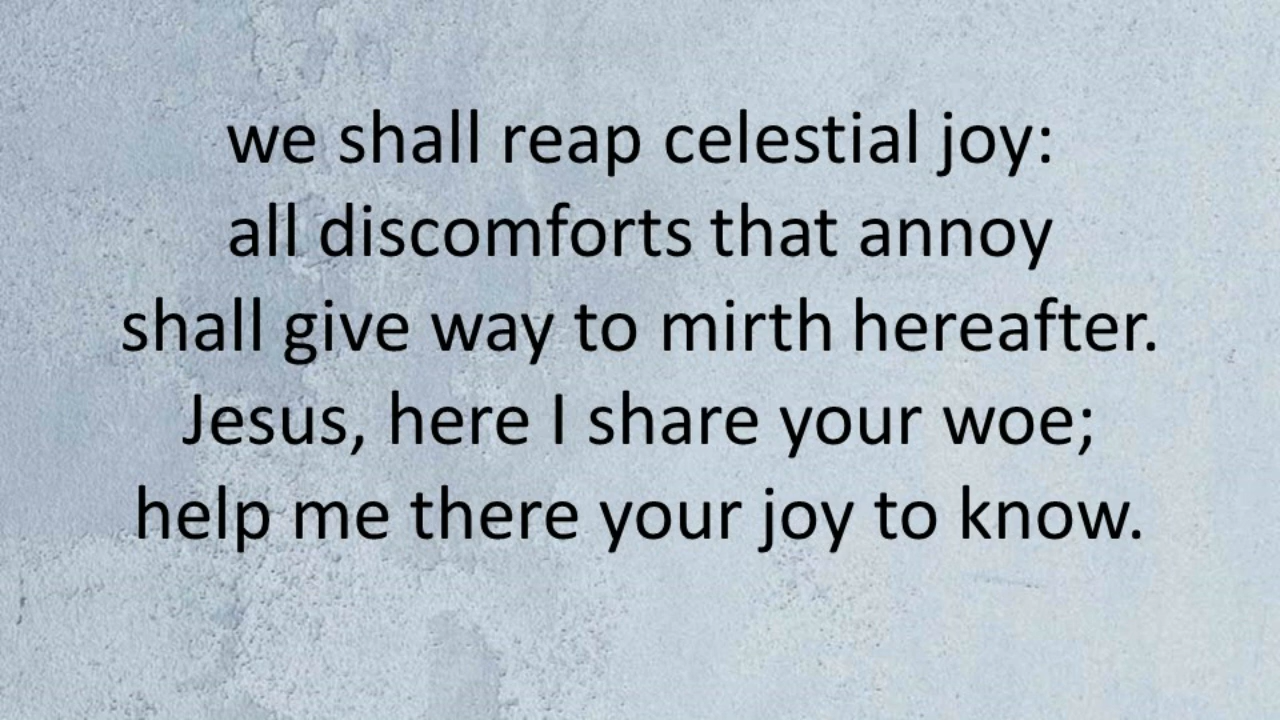 we shall reap celestial joy:
all discomforts that annoy
shall give way to mirth hereafter.
Jesus, here I share your woe;
help me there your joy to know.